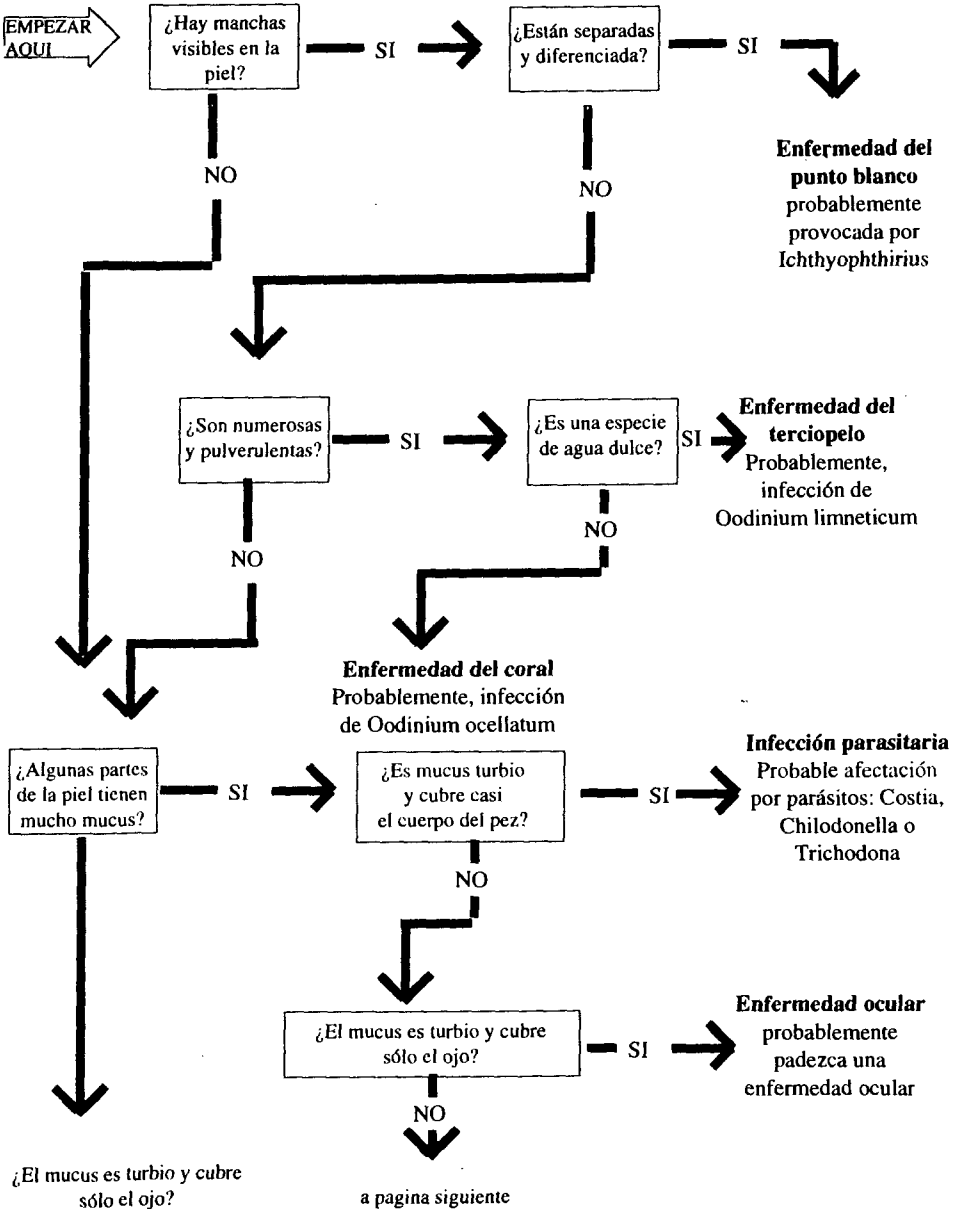 EMPEZAR
AQUI
¿Hay manchas
visibles en la
piel?
SI
¿Están separadas
y diferenciada?
SI
NO
NO
Enfermedad del
punto blanco
probablemente
provocada por
Ichthyophthirius
¿Son numerosas
y pulverulentas?
SI
¿Es una especie
de agua dulce?
SI
Enfermedad del
terciopelo
Probablemente,
infección de
Oodinium limneticum
NO
NO
Enfermedad del coral
Probablemente, infección
de Oodinium ocellatum
¿Algunas partes
de la piel tienen
mucho mucus?
SI
¿Es mucus turbio
y cubre casi
el cuerpo del pez?
SI
Infección parasitaria
Probable afectación
por parásitos: Costia,
Chilodonella o
Trichodona
NO
¿El mucus es turbio y cubre
sólo el ojo?
SI
Enfermedad ocular
probablemente
padezca una
enfermedad ocular
NO
¿El mucus es turbio y cubre
sólo el ojo?
a pagina siguiente